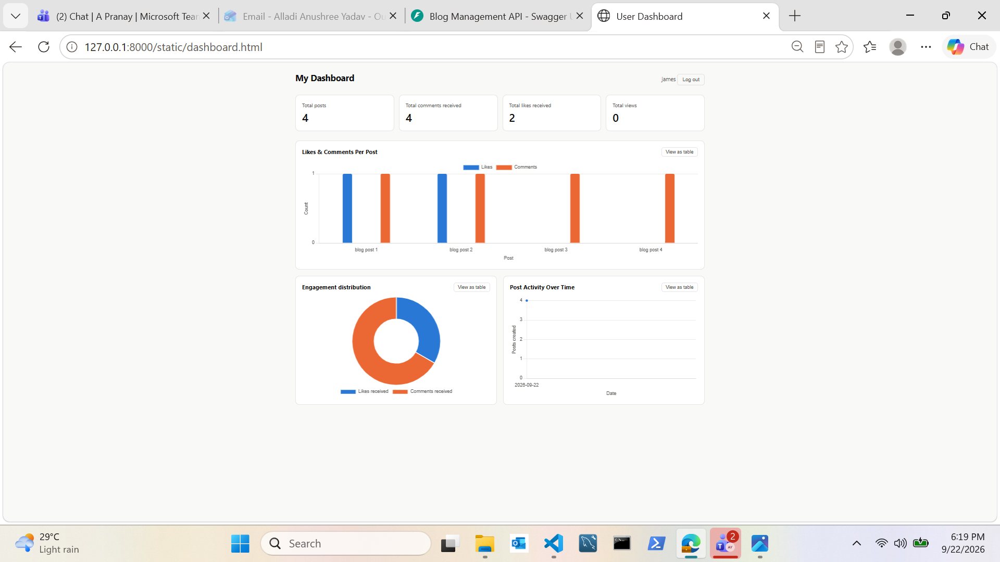 (2) Chat | A Pranay | Microsoft Tea
Email - Alladi Anushree Yadav - Ou
Blog Management API - Swagger U
User Dashboard
127.0.0.1:8000/static/dashboard.html
Chat
My Dashboard
james
Log out
Total posts
4
Total comments received
4
Total likes received
2
Total views
0
Likes & Comments Per Post
View as table
Likes
Comments
1
Count
0
blog post 1
blog post 2
blog post 3
blog post 4
Post
Engagement distribution
View as table
Likes received
Comments received
Post Activity Over Time
View as table
4
3
2
1
0
Posts created
2026-09-22
Date
29°C
Light rain
Search
2
AY
6:19 PM
9/22/2026